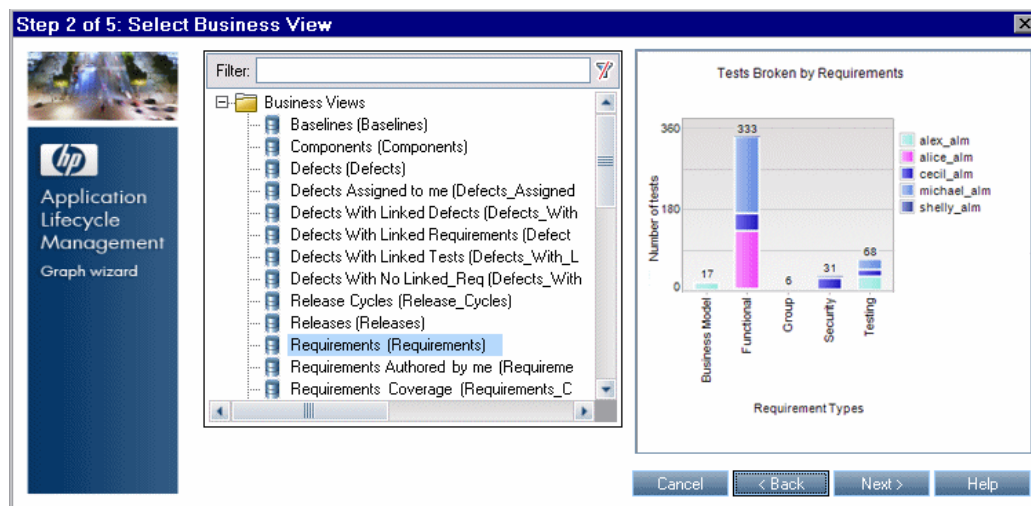 Step 2 of 5: Select Business View
hp
Application
Lifecycle
Management
Graph wizard
Filter:
Business Views
Baselines (Baselines)
Components (Components)
Defects (Defects)
Defects Assigned to me (Defects_Assigned
Defects With Linked Defects (Defects_With
Defects With Linked Requirements (Defect
Defects With Linked Tests (Defects_With_L
Defects With No Linked_Req (Defects_With
Release Cycles (Release_Cycles)
Releases (Releases)
Requirements (Requirements)
Requirements Authored by me (Requireme
Requirements Coverage (Requirements_C
Tests Broken by Requirements
Number of tests
360
180
0
17
333
6
31
68
Business Model
Functional
Group
Security
Testing
Requirement Types
alex_alm
alice_alm
cecil_alm
michael_alm
shelly_alm
Cancel
< Back
Next >
Help